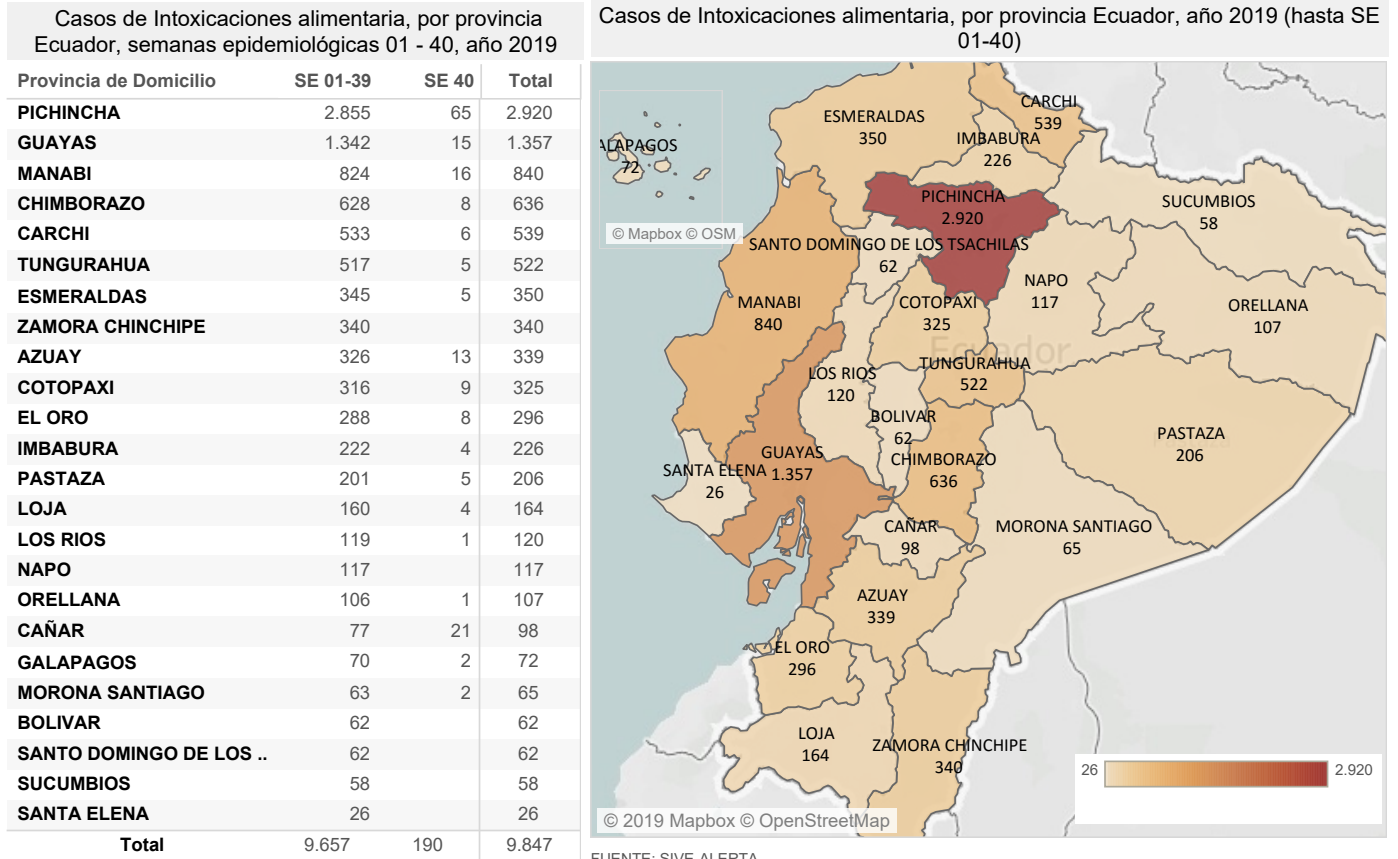 Casos de Intoxicaciones alimentaria, por provincia
Ecuador, semanas epidemiológicas 01 - 40, año 2019
Provincia de Domicilio SE 01-39 SE 40 Total
PICHINCHA 2.855 65 2.920
GUAYAS 1.342 15 1.357
MANABI 824 16 840
CHIMBORAZO 628 8 636
CARCHI 533 6 539
TUNGURAHUA 517 5 522
ESMERALDAS 345 5 350
ZAMORA CHINCHIPE 340 340
AZUAY 326 13 339
COTOPAXI 316 9 325
EL ORO 288 8 296
IMBABURA 222 4 226
PASTAZA 201 5 206
LOJA 160 4 164
LOS RIOS 119 1 120
NAPO 117 117
ORELLANA 106 1 107
CAÑAR 77 21 98
GALAPAGOS 70 2 72
MORONA SANTIAGO 63 2 65
BOLIVAR 62 62
SANTO DOMINGO DE LOS .. 62 62
SUCUMBIOS 58 58
SANTA ELENA 26 26
Total 9.657 190 9.847
Casos de Intoxicaciones alimentaria, por provincia Ecuador, año 2019 (hasta SE
01-40)
CARCHI
539
ESMERALDAS
350
IMBABURA
226
ALAPAGOS
72
© Mapbox © OSM
PICHINCHA
2.920
SUCUMBIOS
58
SANTO DOMINGO DE LOS TSACHILAS
62
NAPO
117
MANABI
840
COTOPAXI
325
ORELLANA
107
Ecuador
TUNGURAHUA
522
LOS RIOS
120
BOLIVAR
62
PASTAZA
206
GUAYAS
1.357
CHIMBORAZO
636
SANTA ELENA
26
CAÑAR
98
MORONA SANTIAGO
65
AZUAY
339
EL ORO
296
LOJA
164
ZAMORA CHINCHIPE
340
26 2.920
© 2019 Mapbox © OpenStreetMap
FUENTE: SIVE-ALERTA